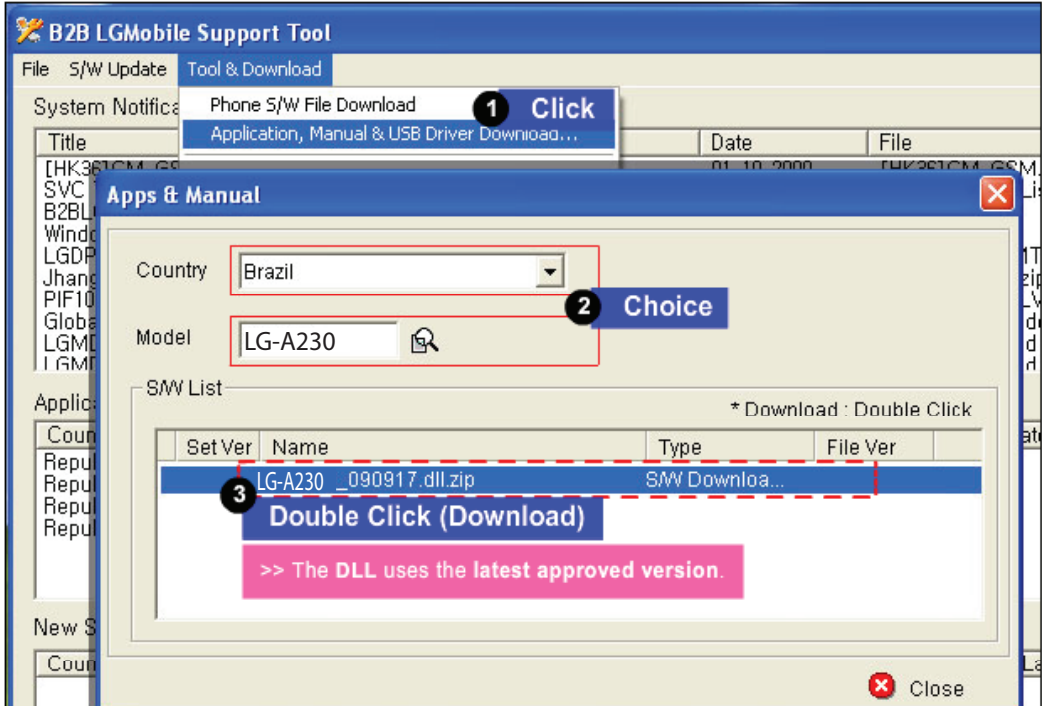 B2B LGMobile Support Tool
File S/W Update Tool & Download
System Notifica
Phone S/W File Download
1 Click
Application, Manual & USB Driver Download...
Title Date File
SVC
B2BL
Windo
LGDP
Jhang
PIF10
Globa
LGM
Apps & Manual
Country Brazil
2 Choice
Model LG-A230
S/W List
* Download : Double Click
Set Ver Name Type File Ver
LG-A230 _090917.dll.zip S/W Downloa...
3 Double Click (Download)
>> The DLL uses the latest approved version.
Applic
Coun
Repul
Repul
Repul
Repul
New S
Coun
Close